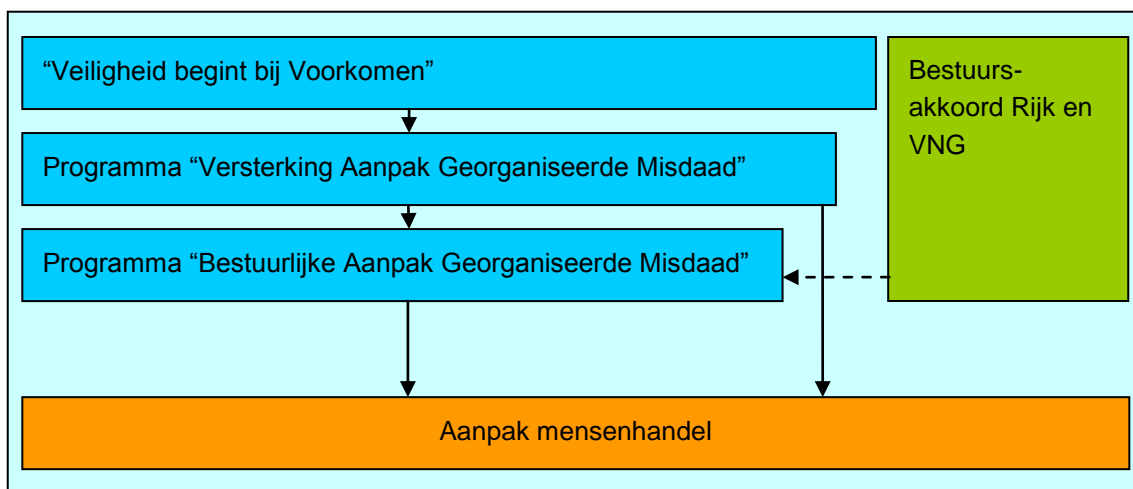 “Veiligheid begint bij Voorkomen”
Programma “Versterking Aanpak Georganiseerde Misdaad”
Programma “Bestuurlijke Aanpak Georganiseerde Misdaad”
Bestuurs-
akkoord Rijk en
VNG
Aanpak mensenhandel